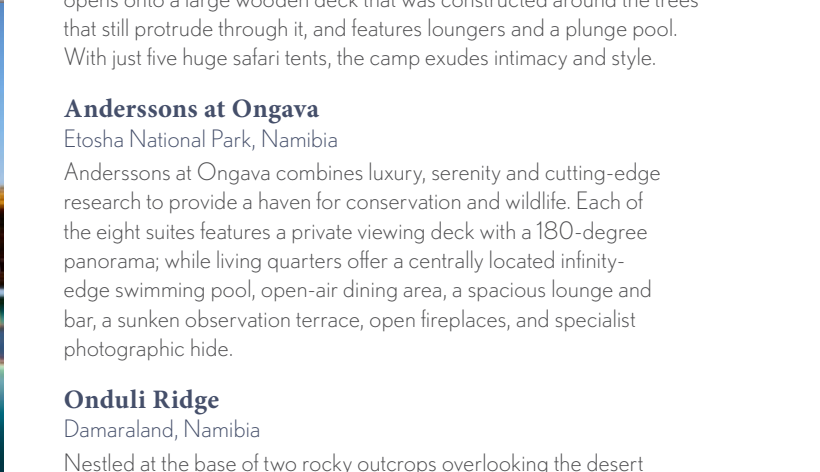 opens onto a large wooden deck that was constructed around the trees
that still protrude through it, and features loungers and a plunge pool.
With just five huge safari tents, the camp exudes intimacy and style.
Anderssons at Ongava
Etosha National Park, Namibia
Anderssons at Ongava combines luxury, serenity and cutting-edge
research to provide a haven for conservation and wildlife. Each of
the eight suites features a private viewing deck with a 180-degree
panorama; while living quarters offer a centrally located infinity-
edge swimming pool, open-air dining area, a spacious lounge and
bar, a sunken observation terrace, open fireplaces, and specialist
photographic hide.
Onduli Ridge
Damaraland, Namibia
Nestled at the base of two rocky outcrops overlooking the desert